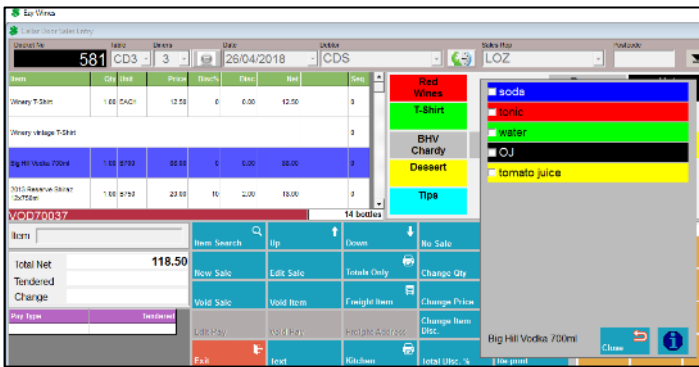 Ezy Wines
Cellar Door Sales Entry
Docket No Table Diners Date Debtor Sales Rep Postcode
581 CD3 3 26/04/2018 CDS LOZ
Item Qty Unit Price Disc% Disc Net Seq
Winery T-Shirt 1.00 EACH 12.50 0 0.00 12.50 0
Winery vintage T-Shirt 0
Big Hill Vodka 700ml 1.00 B700 88.00 0 0.00 88.00 0
2013 Reserve Shiraz 1.00 B750 20.00 10 2.00 18.00 0
12x750m
VOD70037 14 bottles
Red
Wines
T-Shirt
BHV
Chardy
Dessert
Tips
soda
tonic
water
OJ
tomato juice
Item
Total Net 118.50
Tendered
Change
Pay Type Tendered
Item Search Up Down No Sale
New Sale Edit Sale Totals Only Change Qty
Void Sale Void Item Freight Item Change Price
Edit Pay Void Pay Freight Address Change Item
Disc.
Exit Text Kitchen Total Disc. % Re-print
Big Hill Vodka 700ml Close